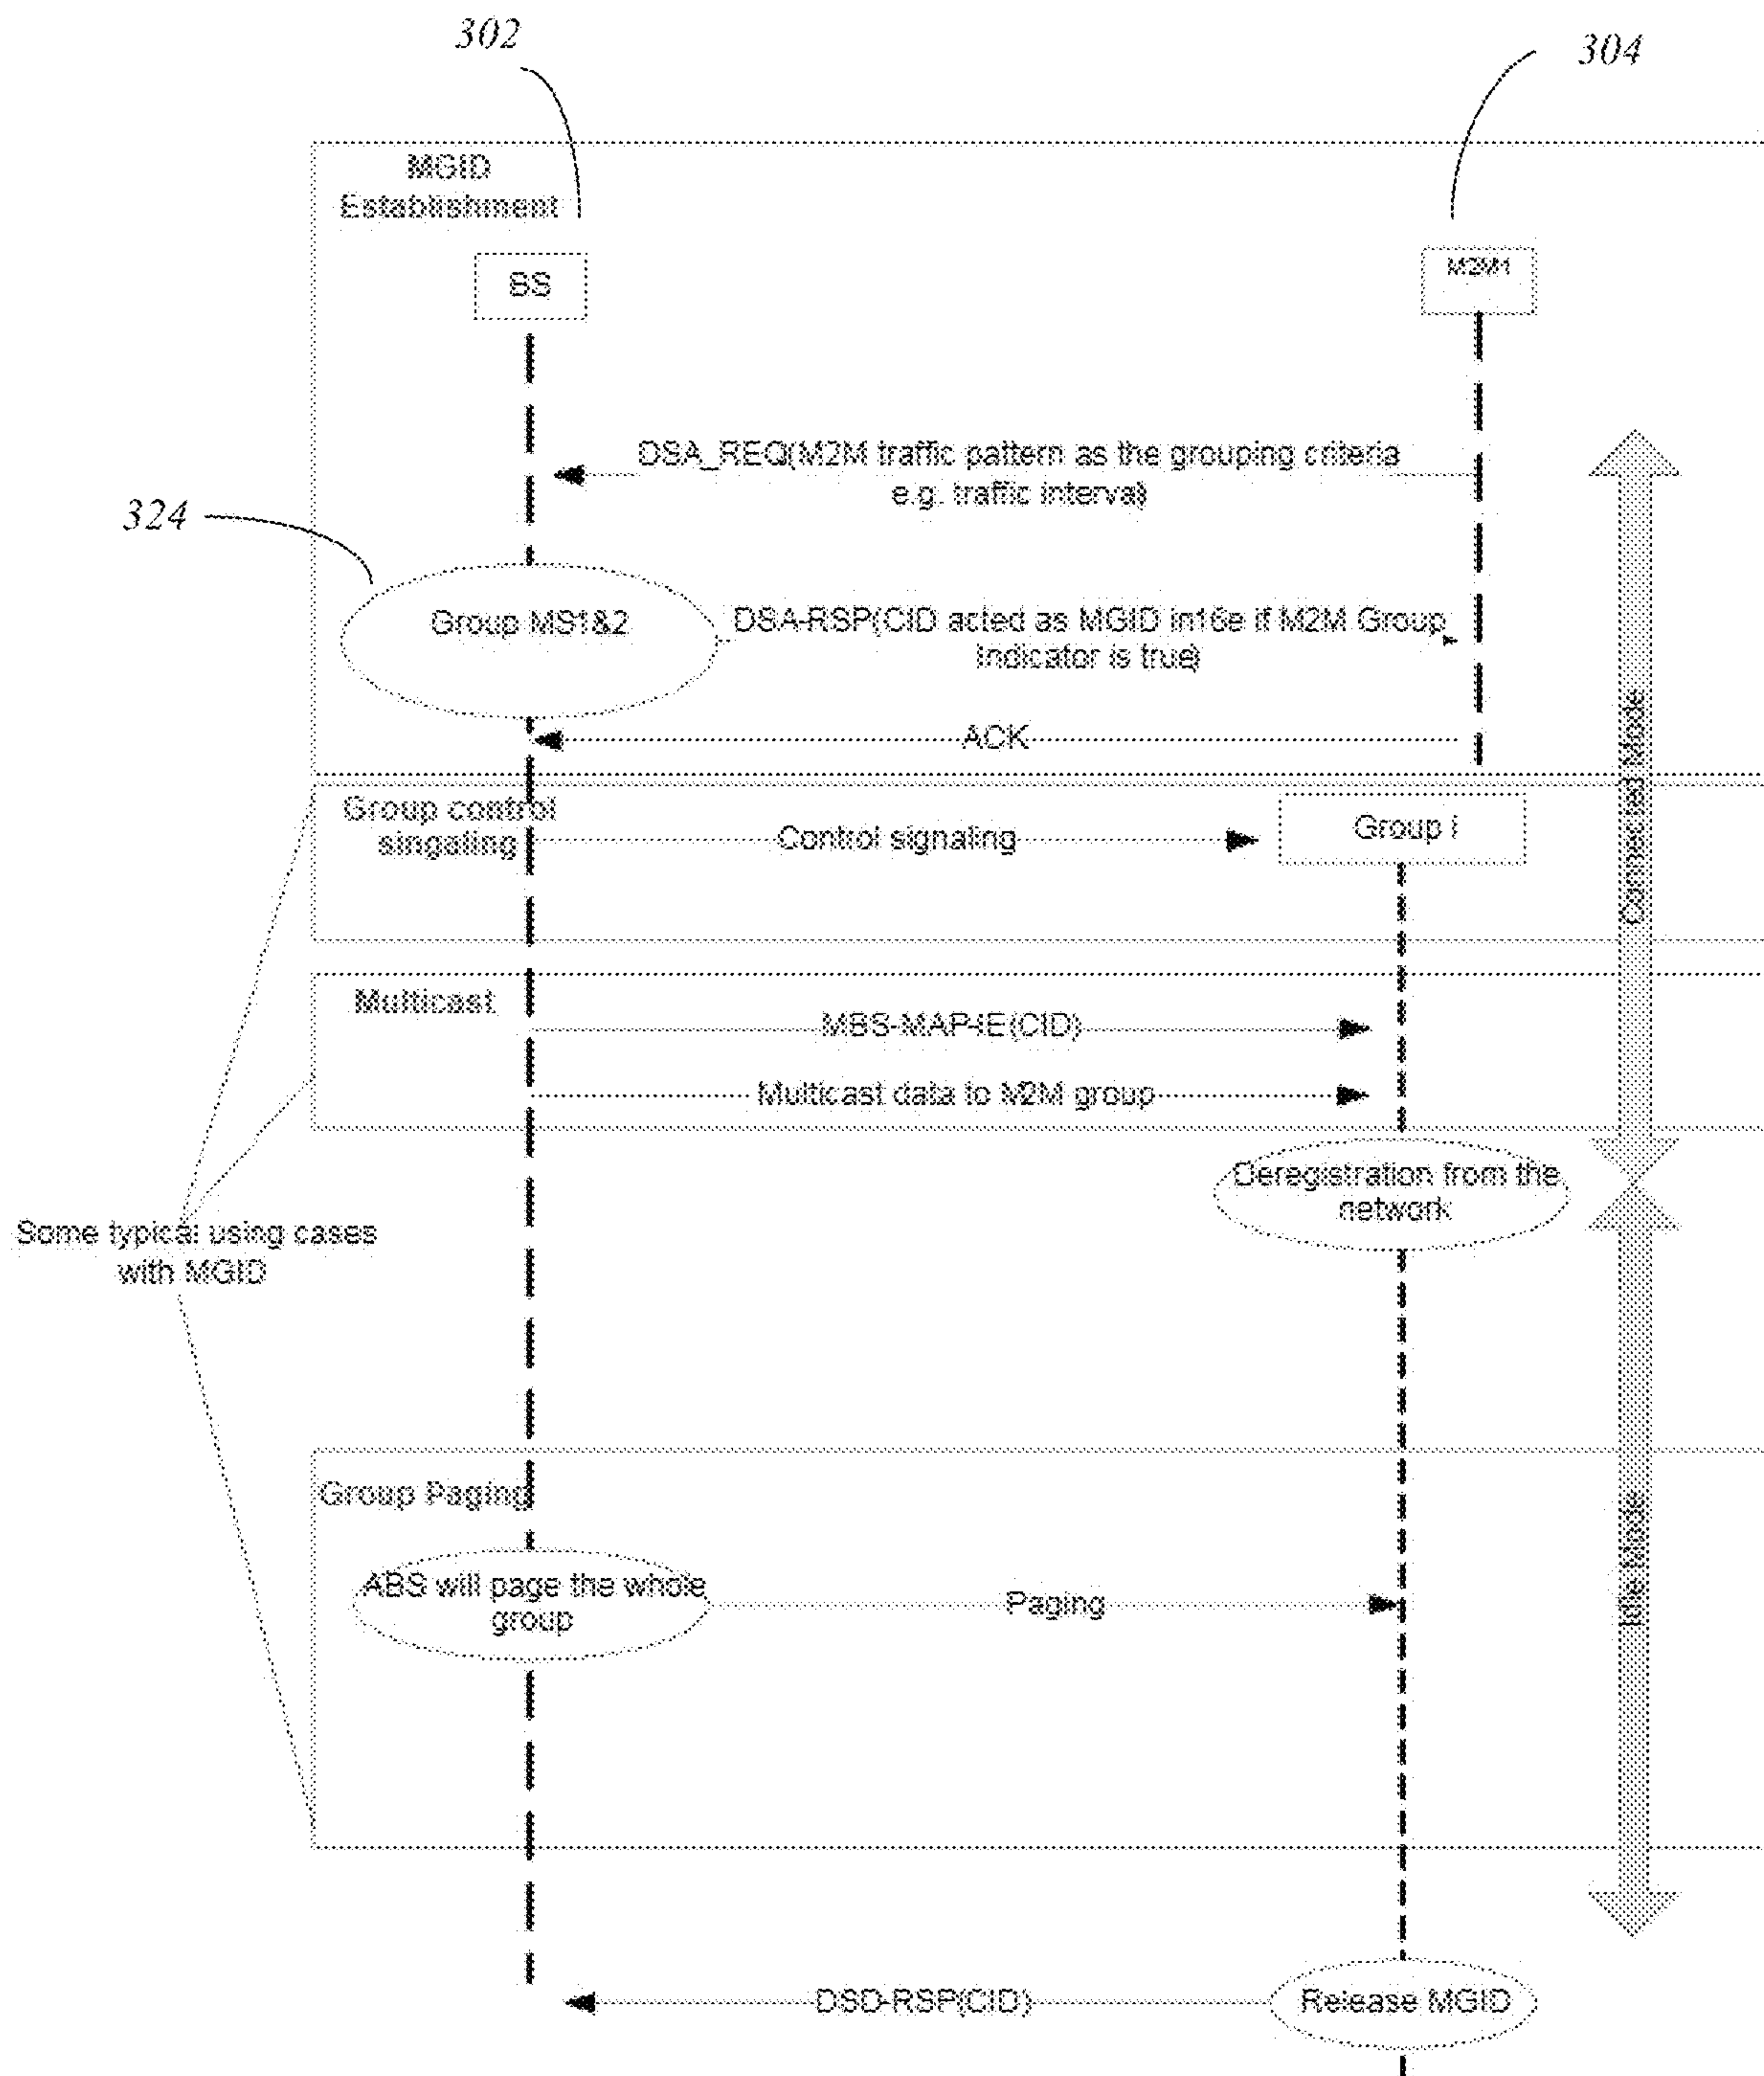 302
304
MGID
Establishment
BS
M2M1
DSA_REQ(M2M traffic pattern as the grouping criteria
e.g. traffic interval)
324
Group MS1&2
DSA-RSP(CID acted as MGID in16e if M2M Group
Indicator is true)
ACK
Connected Mode
Group control
singaling
Control signaling
Group i
Multicast
MBS-MAP-IE(CID)
Multicast data to M2M group
Deregistration from the
network
Some typical using cases
with MGID
Group Paging
Idle Mode
ABS will page the whole
group
Paging
DSD-RSP(CID)
Release MGID